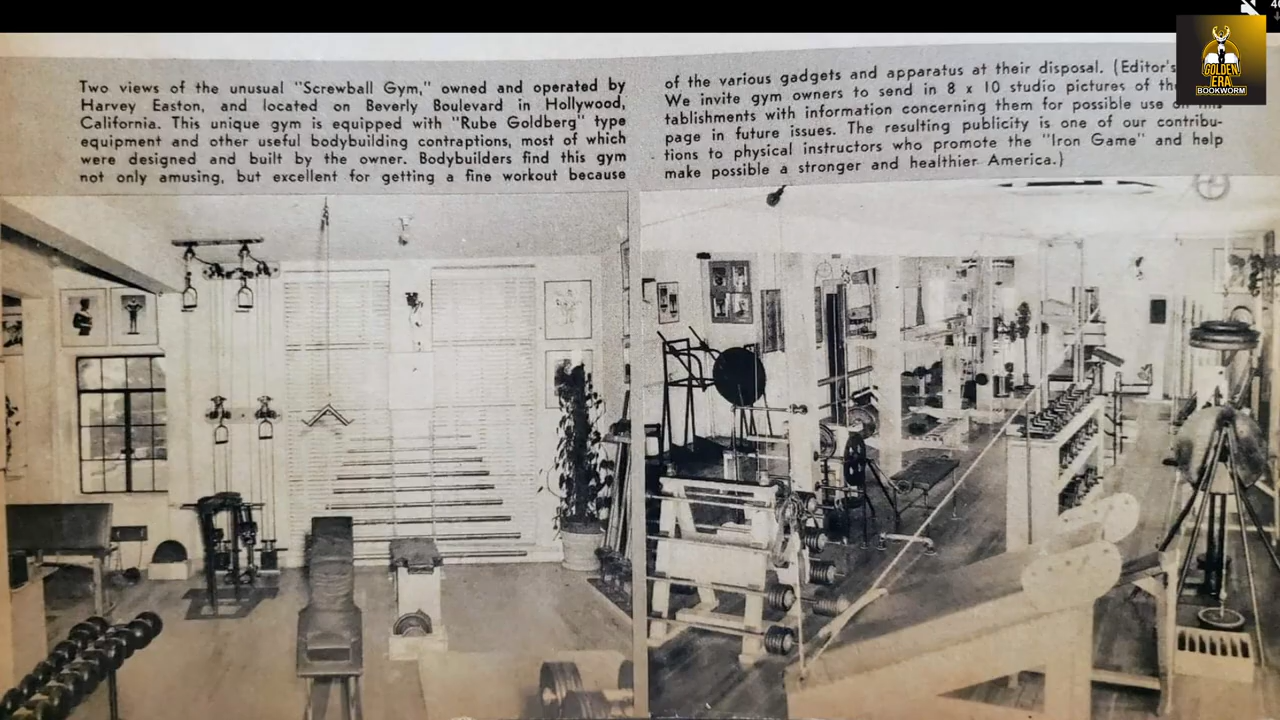 Two views of the unusual "Screwball Gym," owned and operated by
Harvey Easton, and located on Beverly Boulevard in Hollywood,
California. This unique gym is equipped with "Rube Goldberg" type
equipment and other useful bodybuilding contraptions, most of which
were designed and built by the owner. Bodybuilders find this gym
not only amusing, but excellent for getting a fine workout because
of the various gadgets and apparatus at their disposal. (Editor's
We invite gym owners to send in 8 x 10 studio pictures of
tablishments with information concerning them for possible use
page in future issues. The resulting publicity is one of our contribu-
tions to physical instructors who promote the "Iron Game" and help
make possible a stronger and healthier America.)
GOLDEN
ERA
BOOKWORM